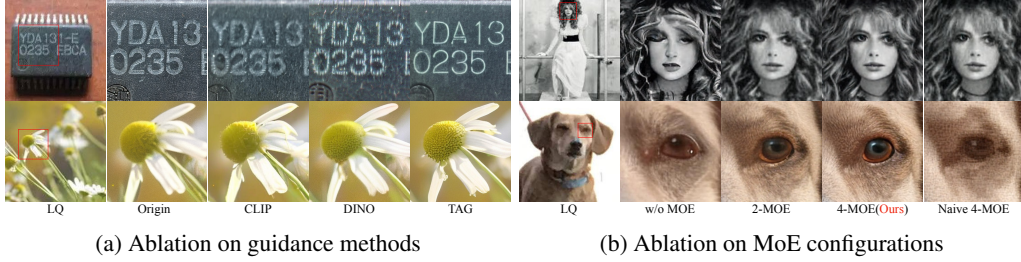 YDA131-E
0235 EBCA
YDA13
0235 E
YDA13
0235 E
YDA13
0235 E
YDA13
0235 E
LQ Origin CLIP DINO TAG
LQ w/o MOE 2-MOE 4-MOE(Ours) Naive 4-MOE
(a) Ablation on guidance methods
(b) Ablation on MoE configurations